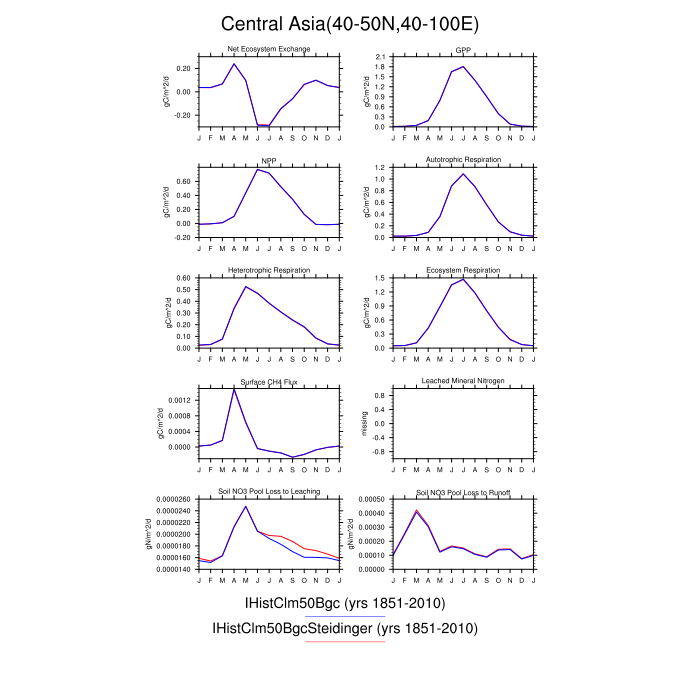 Central Asia(40-50N,40-100E)
Net Ecosystem Exchange
GPP
gC/m^2/d
0.20
0.00
-0.20
J F M A M J J A S O N D J
gC/m^2/d
2.1
1.8
1.5
1.2
0.9
0.6
0.3
0.0
J F M A M J J A S O N D J
NPP
Autotrophic Respiration
gC/m^2/d
0.60
0.40
0.20
0.00
-0.20
J F M A M J J A S O N D J
gC/m^2/d
1.2
1.0
0.8
0.6
0.4
0.2
0.0
J F M A M J J A S O N D J
Heterotrophic Respiration
Ecosystem Respiration
gC/m^2/d
0.60
0.50
0.40
0.30
0.20
0.10
0.00
J F M A M J J A S O N D J
gC/m^2/d
1.5
1.2
0.9
0.6
0.3
0.0
J F M A M J J A S O N D J
Surface CH4 Flux
Leached Mineral Nitrogen
gC/m^2/d
0.0012
0.0008
0.0004
0.0000
J F M A M J J A S O N D J
missing
0.8
0.4
-0.0
-0.4
-0.8
J F M A M J J A S O N D J
Soil NO3 Pool Loss to Leaching
Soil NO3 Pool Loss to Runoff
gN/m^2/d
0.0000260
0.0000240
0.0000220
0.0000200
0.0000180
0.0000160
0.0000140
J F M A M J J A S O N D J
gN/m^2/d
0.00050
0.00040
0.00030
0.00020
0.00010
0.00000
J F M A M J J A S O N D J
IHistClm50Bgc (yrs 1851-2010)
IHistClm50BgcSteidinger (yrs 1851-2010)